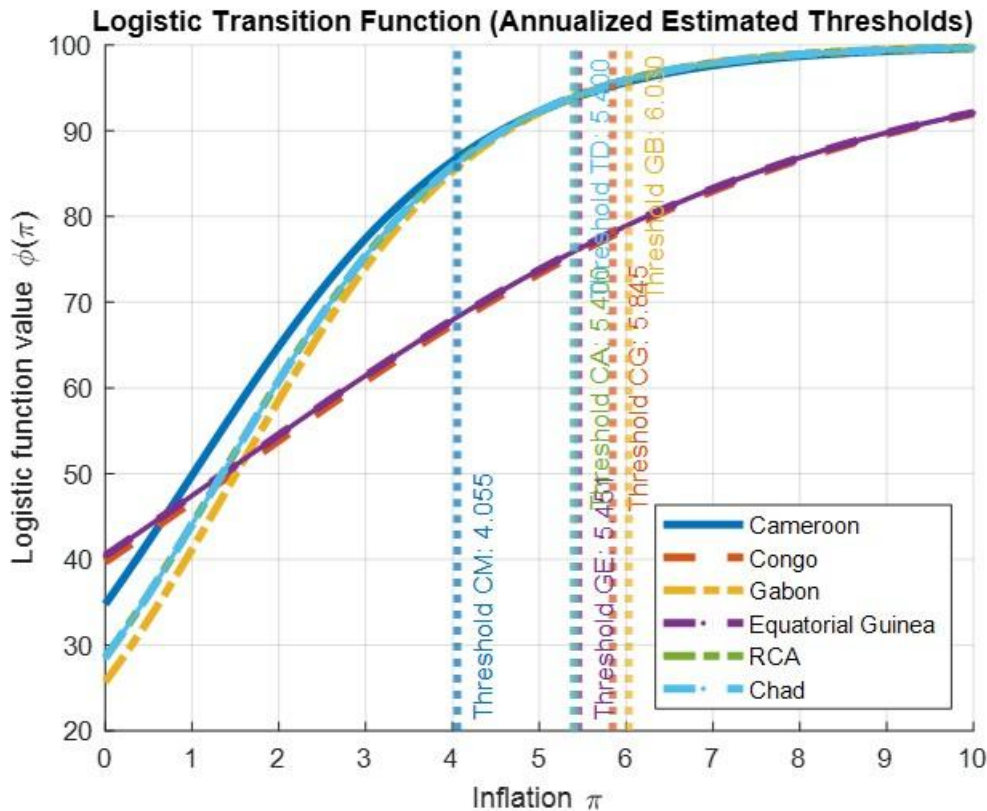 Logistic Transition Function (Annualized Estimated Thresholds)
100
90
80
70
60
50
40
30
20
Logistic function value ϕ(π)
Threshold CM: 4.055
Threshold TD: 5.400
Threshold CA: 5.400
Threshold GE: 5.451
Threshold CG: 5.845
Threshold GB: 6.030
Cameroon
Congo
Gabon
Equatorial Guinea
RCA
Chad
0 1 2 3 4 5 6 7 8 9 10
Inflation π